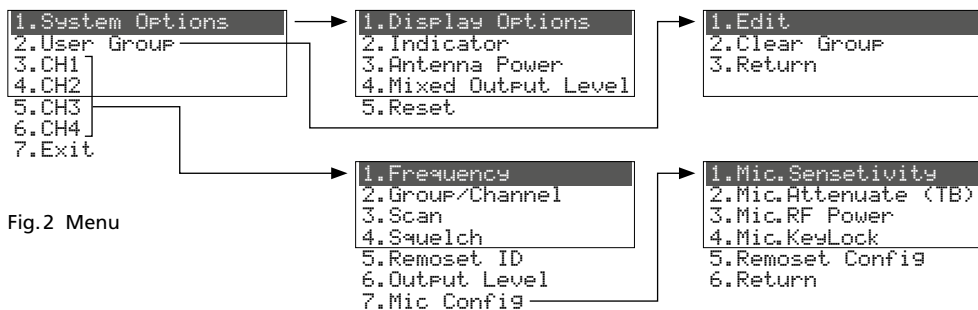 1.System Options
2.User Group
3.CH1
4.CH2
5.CH3
6.CH4
7.Exit
1.Display Options
2.Indicator
3.Antenna Power
4.Mixed Output Level
5.Reset
1.Edit
2.Clear Group
3.Return
1.Frequency
2.Group/Channel
3.Scan
4.Squelch
5.Remoset ID
6.Output Level
7.Mic Config
1.Mic.Sensetivity
2.Mic.Attenuate (TB)
3.Mic.RF Power
4.Mic.KeyLock
5.Remoset Config
6.Return
Fig.2 Menu